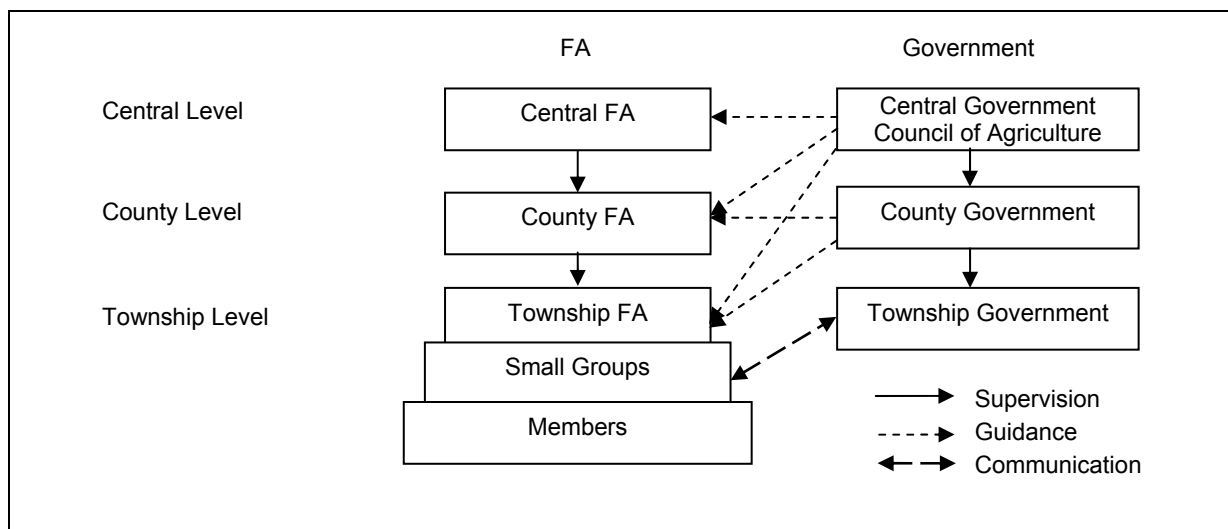 FA
Government
Central Level
Central FA
Central Government
Council of Agriculture
County Level
County FA
County Government
Township Level
Township FA
Township Government
Small Groups
Members
Supervision
Guidance
Communication